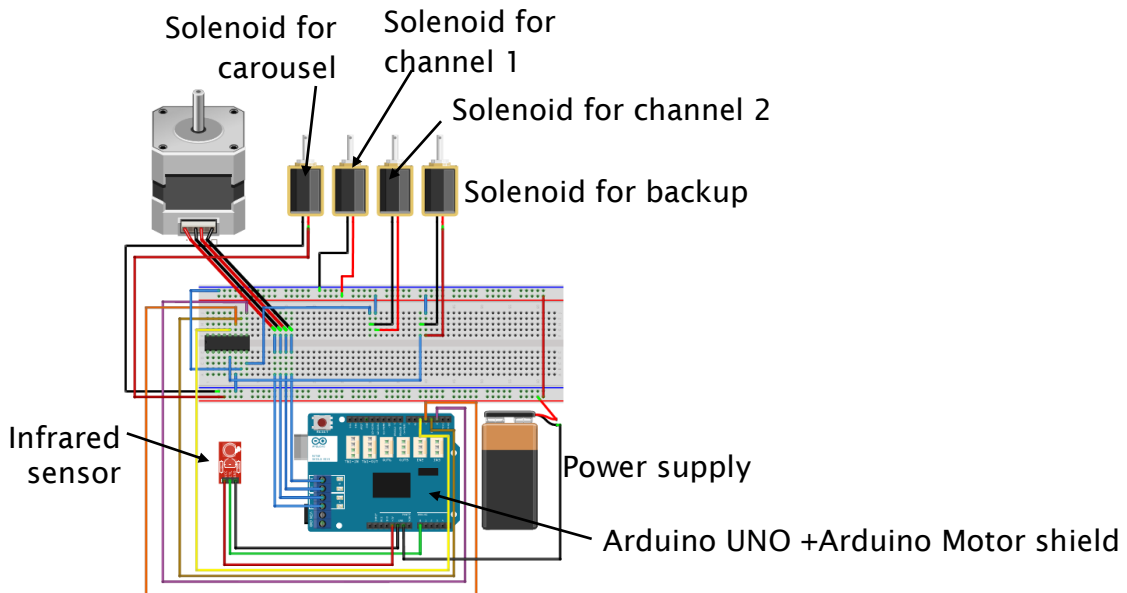 Solenoid for
carousel
Solenoid for
channel 1
Solenoid for channel 2
Solenoid for backup
Infrared
sensor
RESET
Power supply
Arduino UNO +Arduino Motor shield